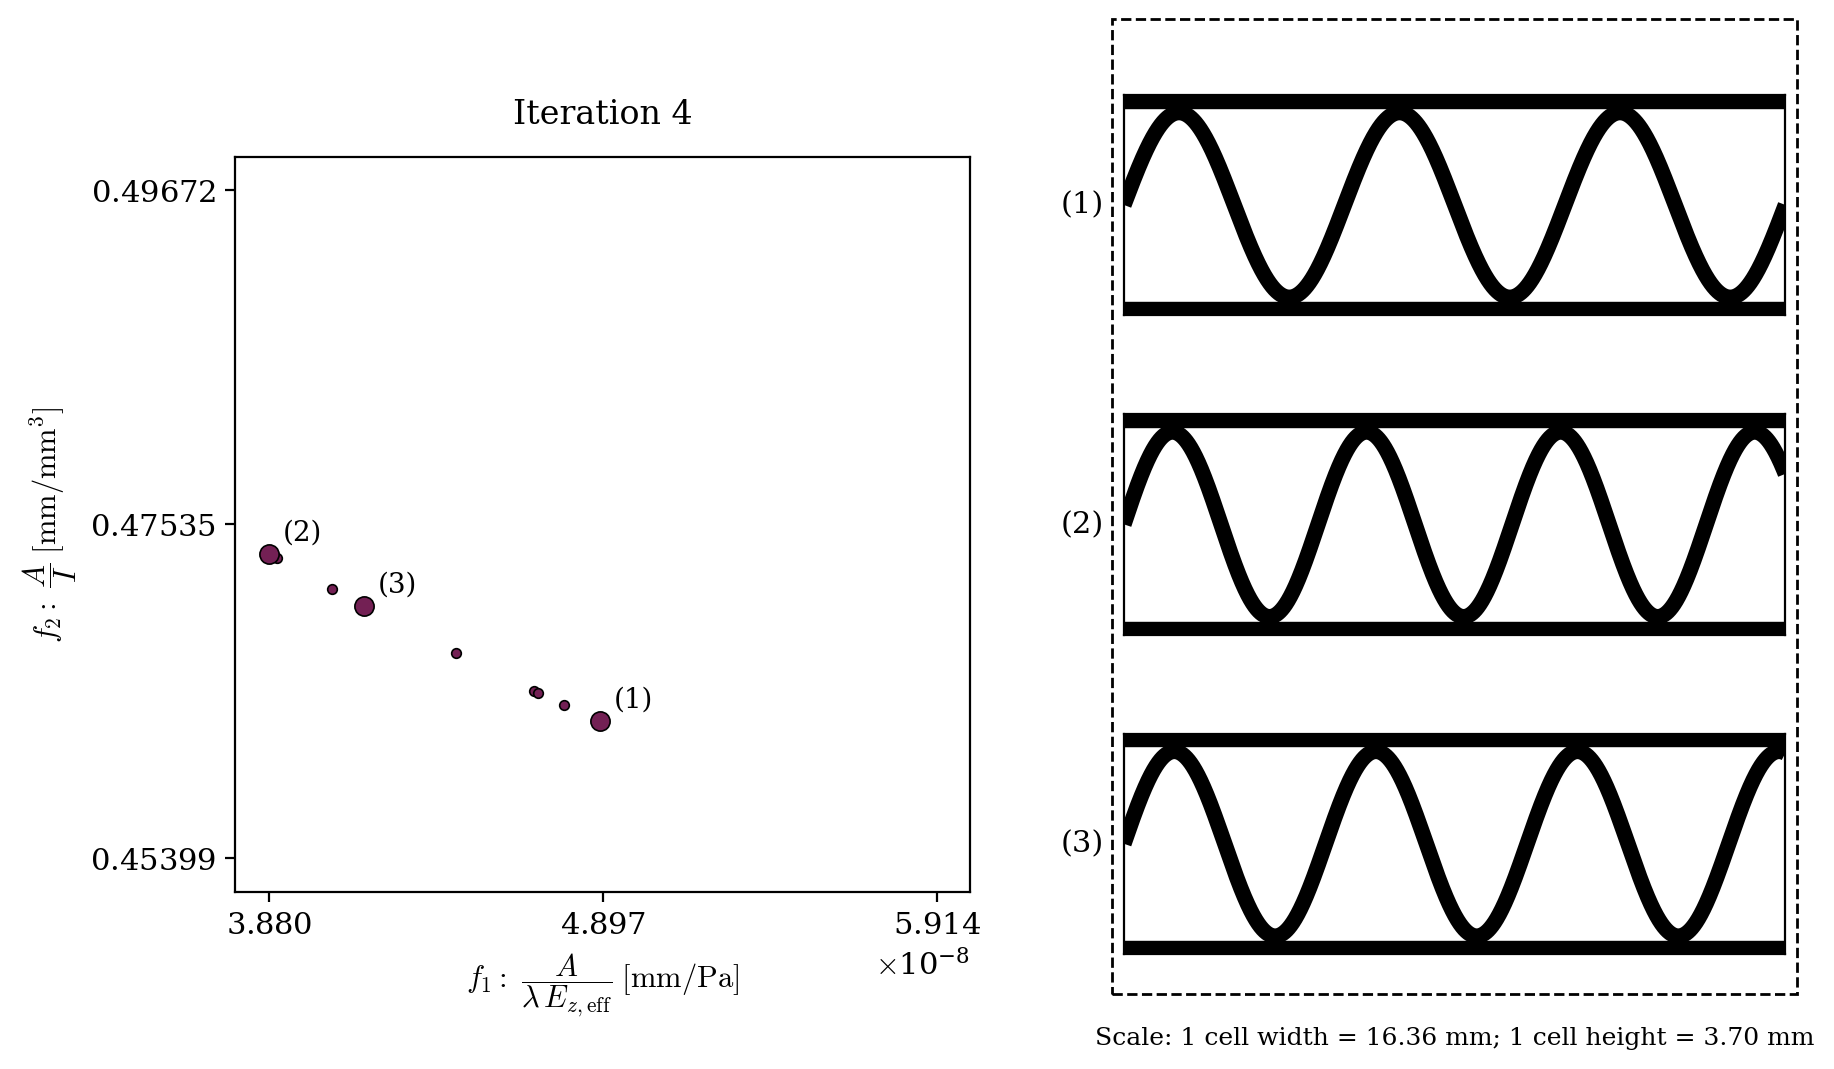 Iteration 4
0.49672
0.47535
0.45399
f₂: A/I [mm/mm³]
(2)
(3)
(1)
3.880 4.897 5.914
×10⁻⁸
f₁: A/(λ E_z,eff) [mm/Pa]
(1)
(2)
(3)
Scale: 1 cell width = 16.36 mm; 1 cell height = 3.70 mm